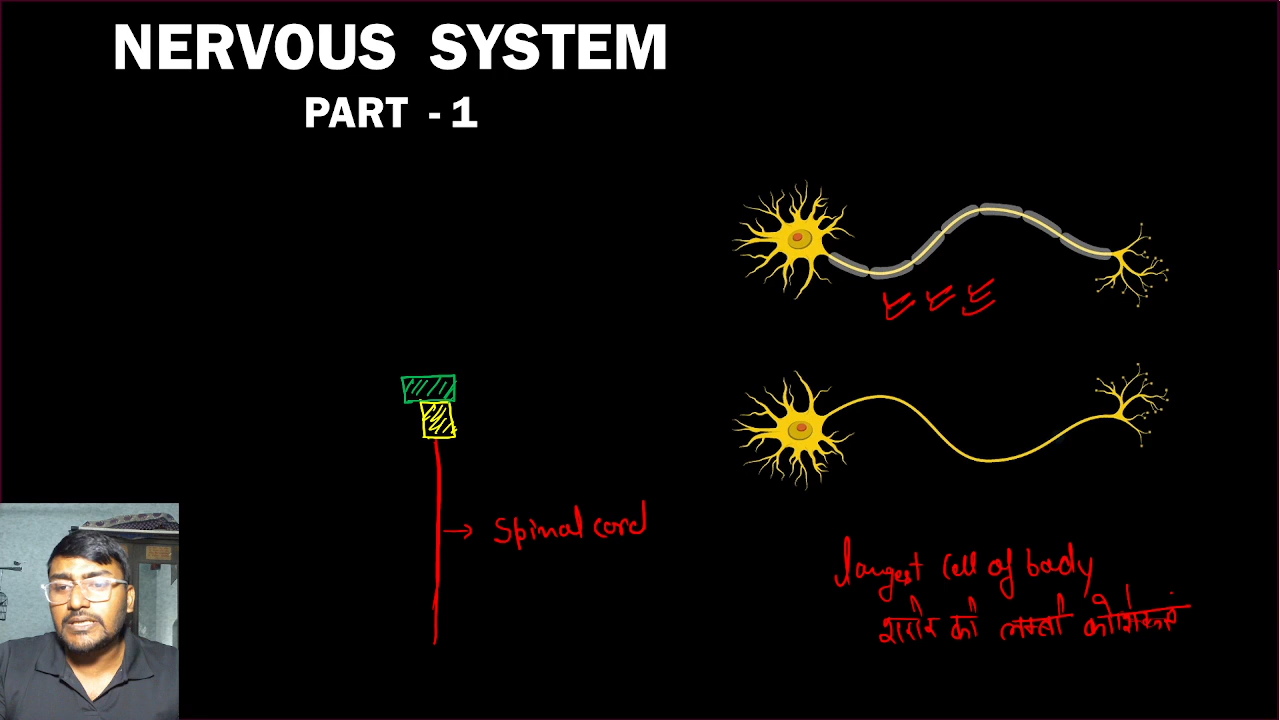 NERVOUS SYSTEM
PART - 1
Spinal cord
longest cell of body
शरीर की लम्बी कोशिकाएं